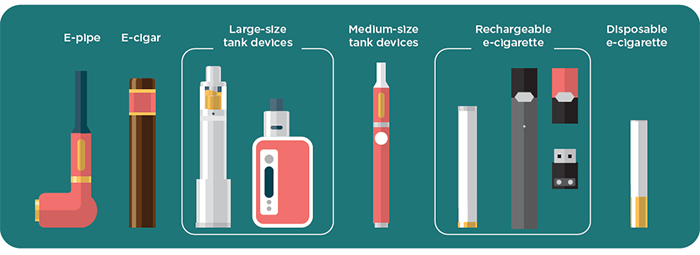 E-pipe
E-cigar
Large-size
tank devices
Medium-size
tank devices
Rechargeable
e-cigarette
Disposable
e-cigarette